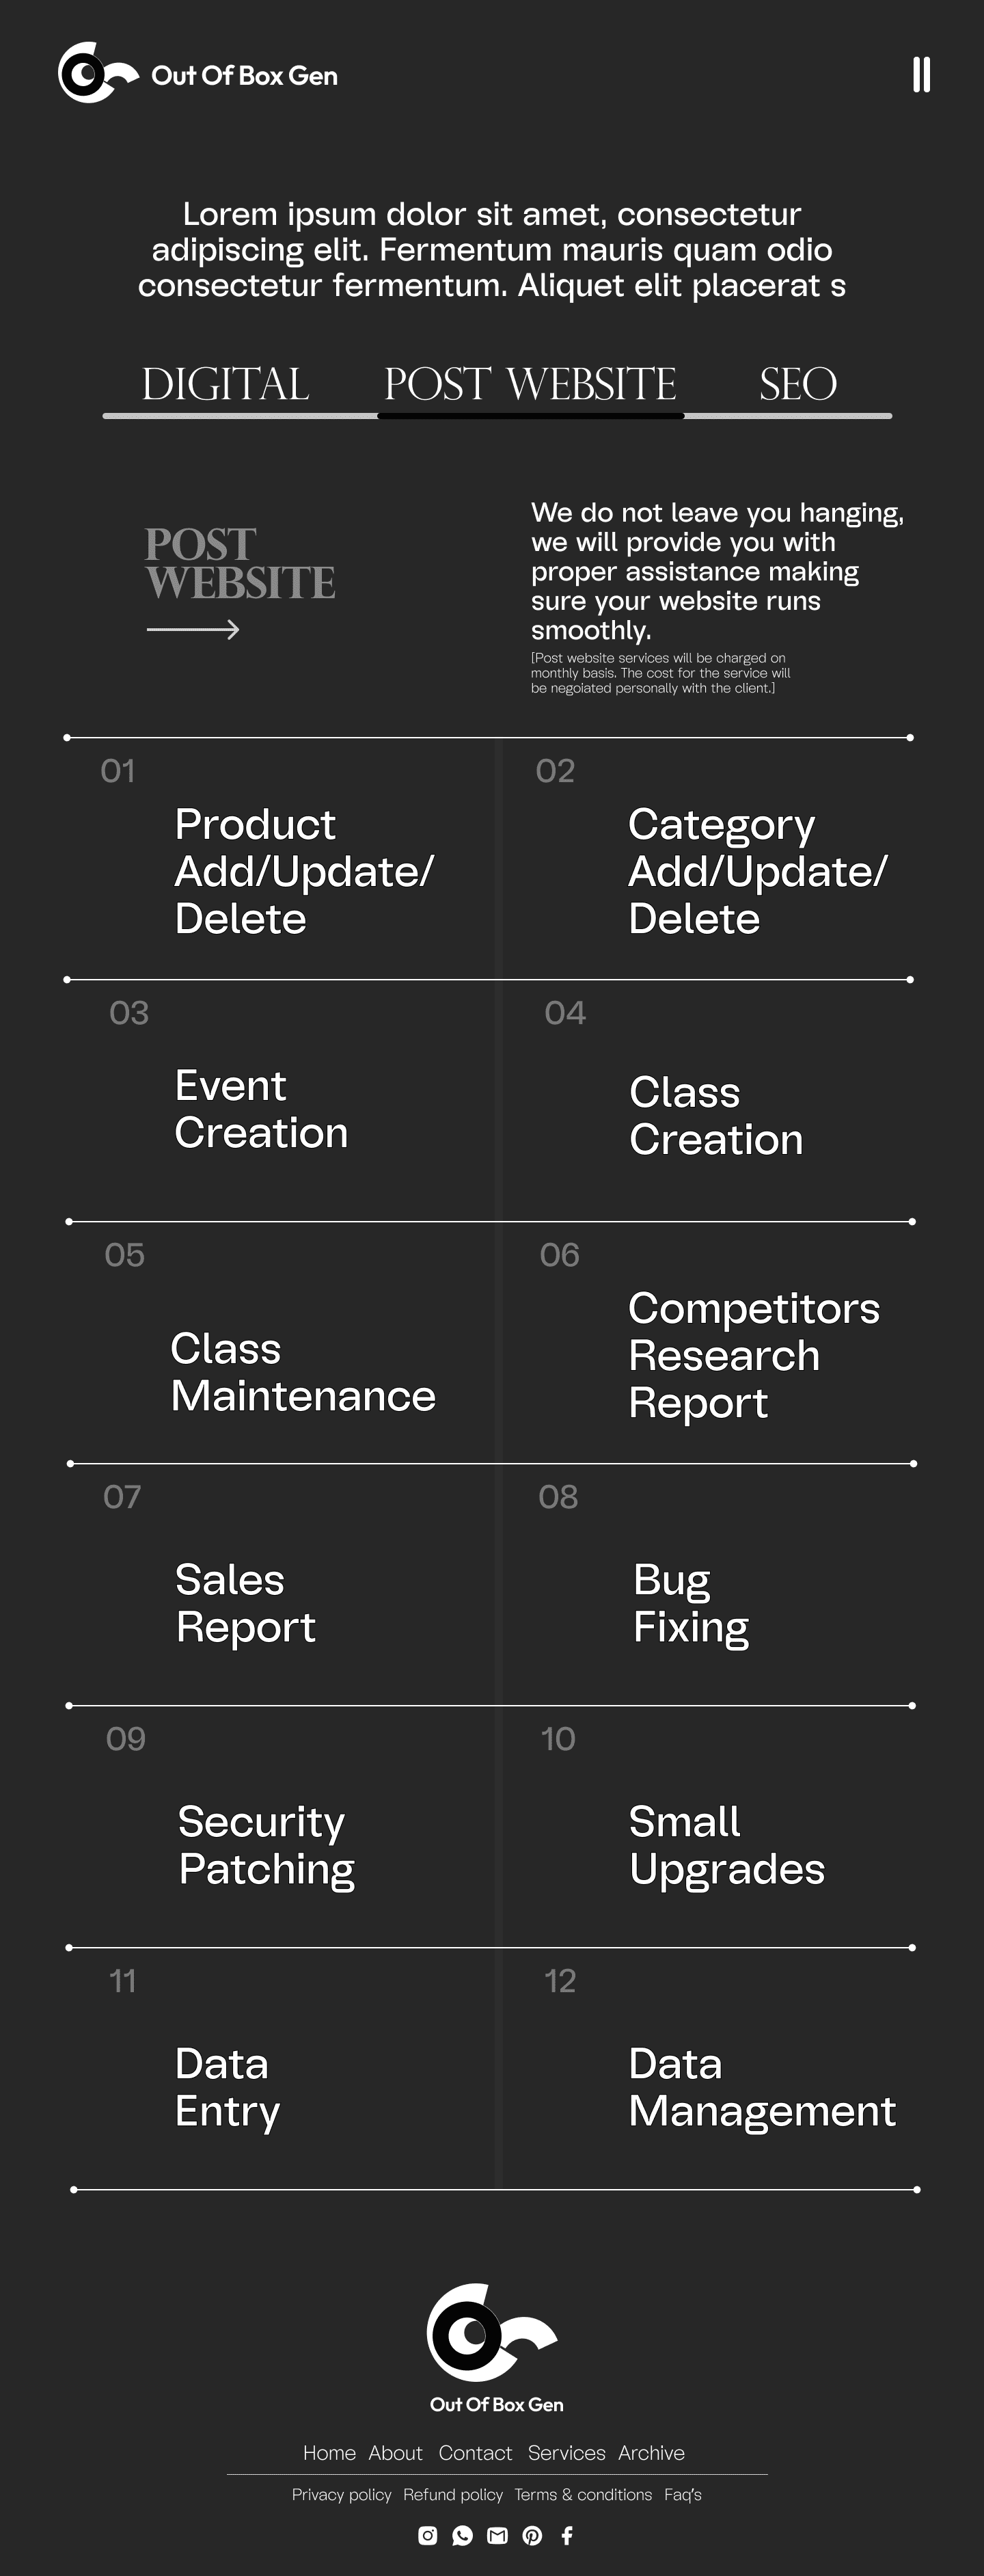 Out Of Box Gen
Lorem ipsum dolor sit amet, consectetur
adipiscing elit. Fermentum mauris quam odio
consectetur fermentum. Aliquet elit placerat s
DIGITAL POST WEBSITE SEO
POST
WEBSITE
We do not leave you hanging,
we will provide you with
proper assistance making
sure your website runs
smoothly.
[Post website services will be charged on
monthly basis. The cost for the service will
be negoiated personally with the client.]
01
Product
Add/Update/
Delete
02
Category
Add/Update/
Delete
03
Event
Creation
04
Class
Creation
05
Class
Maintenance
06
Competitors
Research
Report
07
Sales
Report
08
Bug
Fixing
09
Security
Patching
10
Small
Upgrades
11
Data
Entry
12
Data
Management
Out Of Box Gen
Home About Contact Services Archive
Privacy policy Refund policy Terms & conditions Faq's